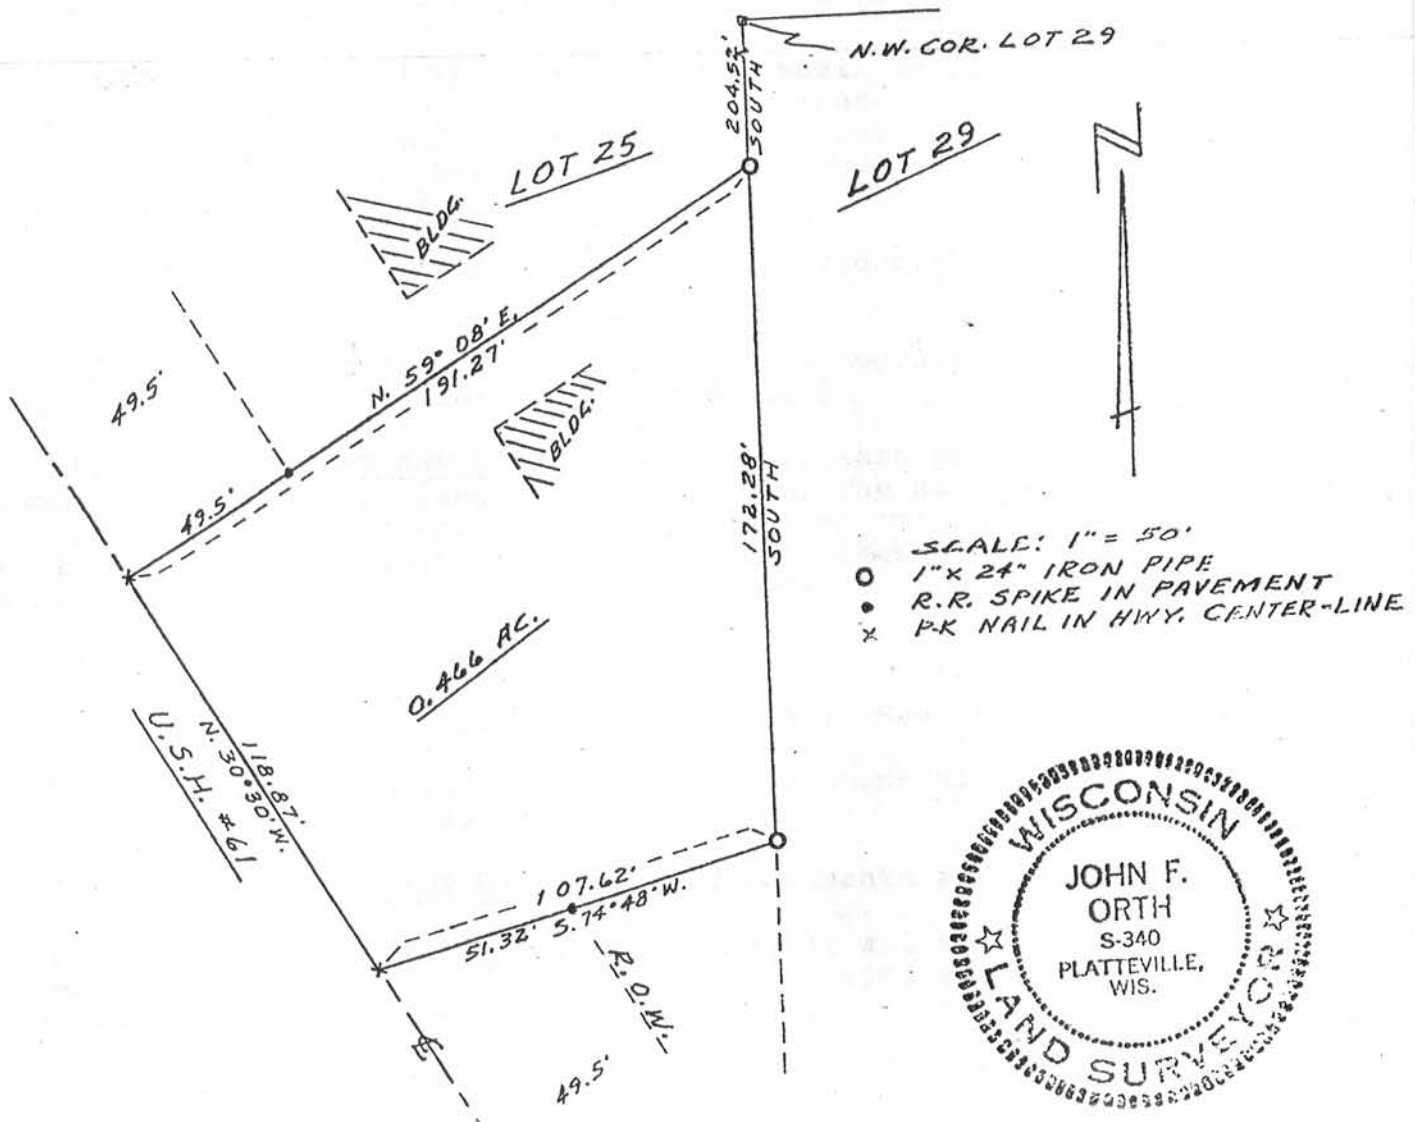 N.W. COR. LOT 29
204.52'
SOUTH
LOT 25
LOT 29
BLDG.
N
N. 59° 08' E.
191.27'
49.5'
49.5'
BLDG.
172.28'
SOUTH
SCALE: 1" = 50'
1" x 24" IRON PIPE
R.R. SPIKE IN PAVEMENT
x P-K NAIL IN HWY. CENTER-LINE
0.466 AC.
118.87'
N. 30°30' W.
U.S.H. #61
107.62'
51.32' S. 74°48' W.
R.O.W.
49.5'
WISCONSIN
JOHN F.
ORTH
S-340
PLATTEVILLE,
WIS.
LAND SURVEYOR